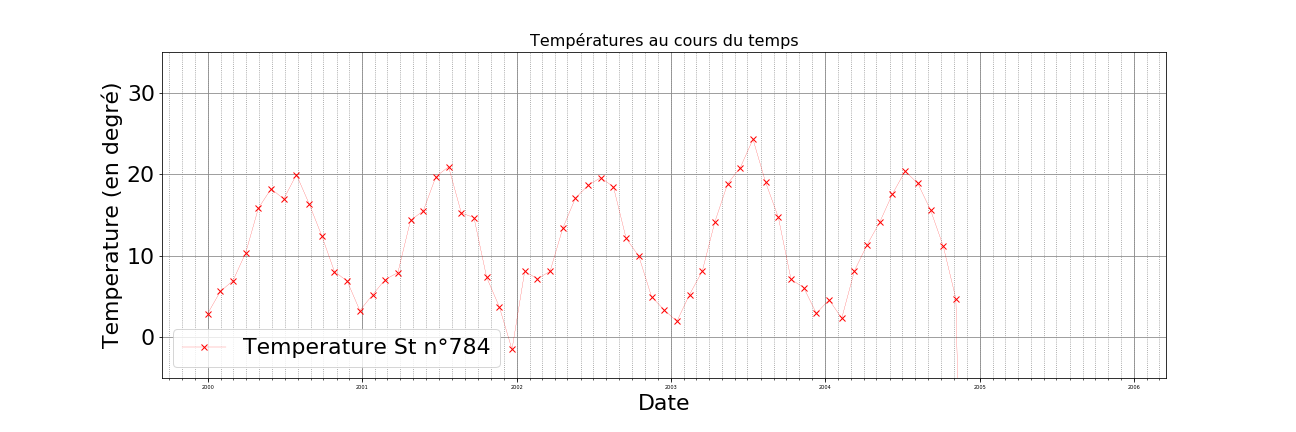 Températures au cours du temps
Temperature (en degré)
30
20
10
0
Temperature St n°784
2000 2001 2002 2003 2004 2005 2006
Date